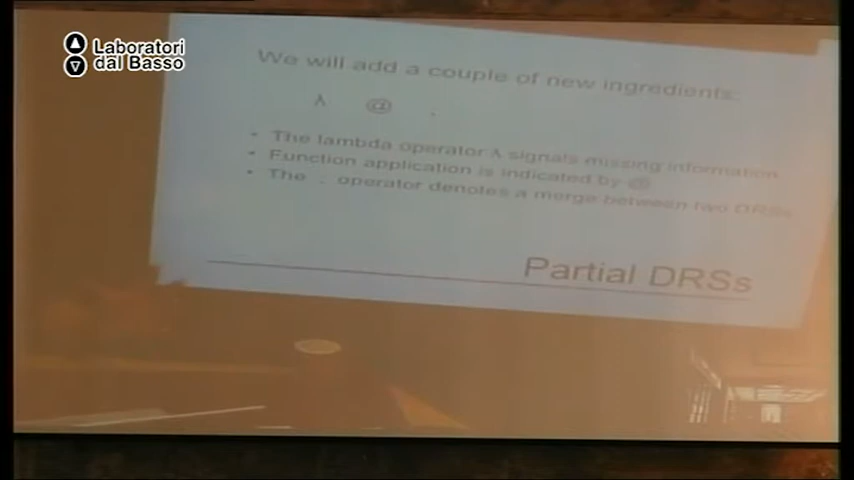 Laboratori
dal Basso
We will add a couple of new ingredients:
λ @ .
• The lambda operator λ signals missing information
• Function application is indicated by @
• The . operator denotes a merge between two DRSs
Partial DRSs